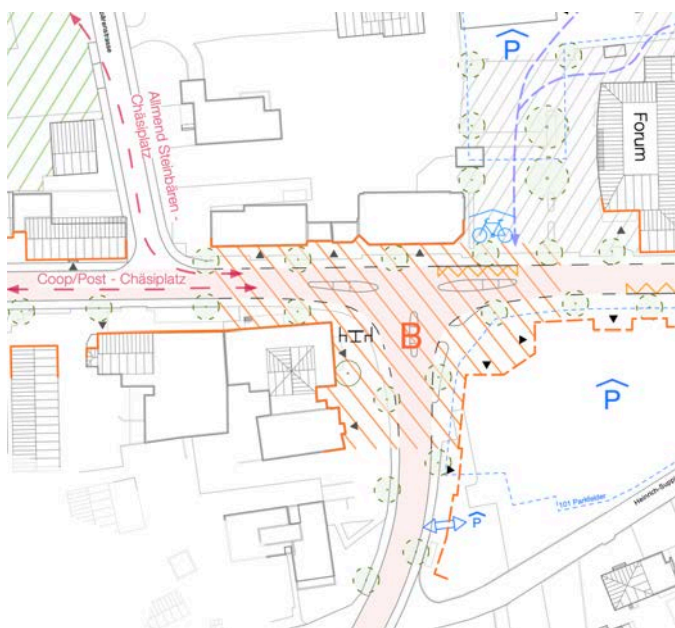 P
Forum
Allmend Steinbären -
Chäsiplatz
Coop/Post - Chäsiplatz
B
P
101 Parkfelder
P